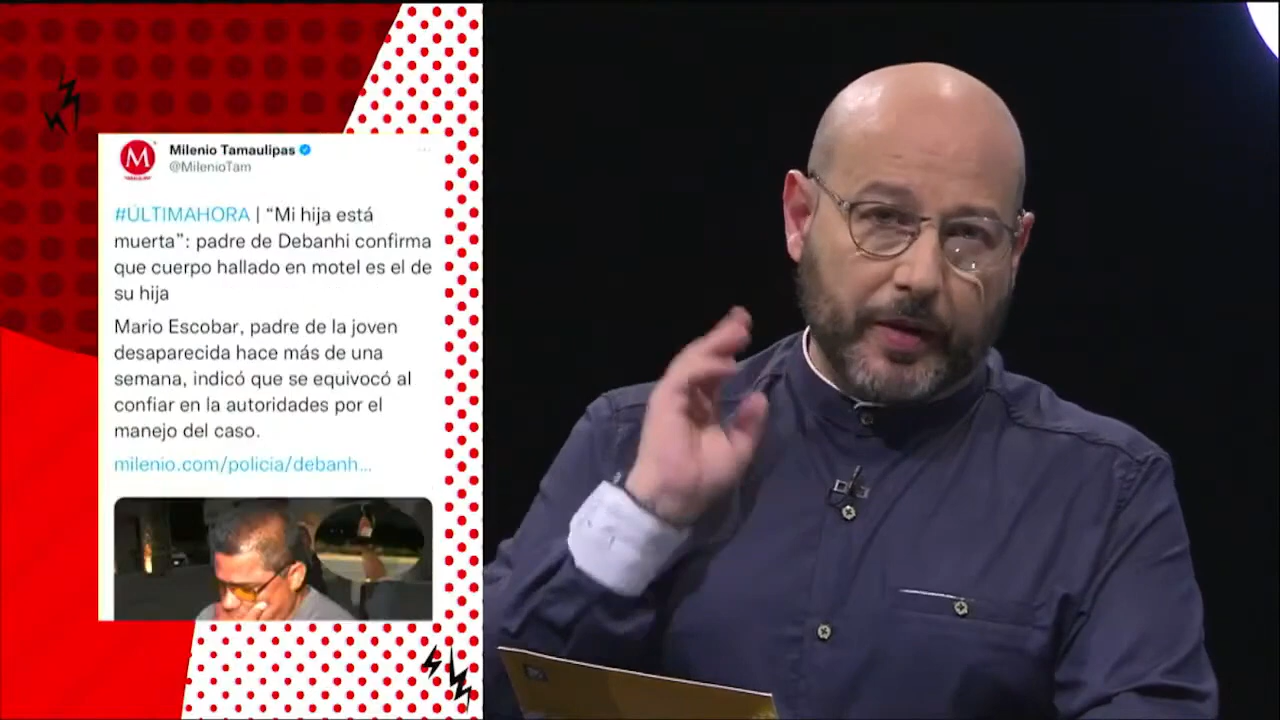 Milenio Tamaulipas
@MilenioTam
#ÚLTIMAHORA | “Mi hija está
muerta”: padre de Debanhi confirma
que cuerpo hallado en motel es el de
su hija
Mario Escobar, padre de la joven
desaparecida hace más de una
semana, indicó que se equivocó al
confiar en la autoridades por el
manejo del caso.
milenio.com/policia/debanh...